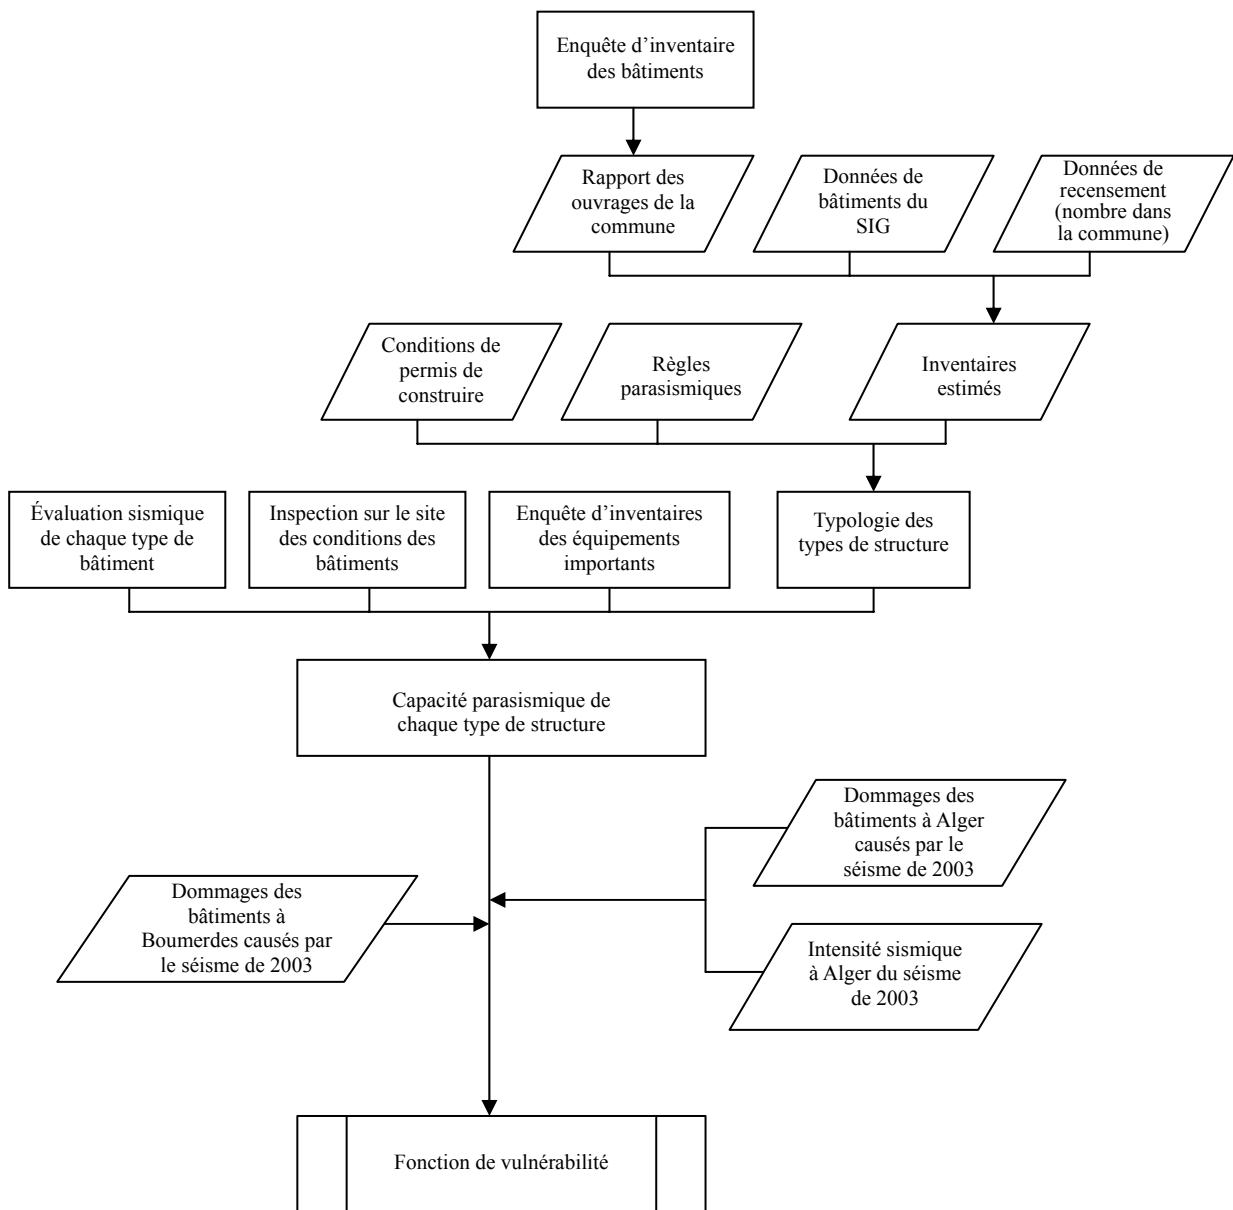 Enquête d’inventaire
des bâtiments
Rapport des
ouvrages de la
commune
Données de
bâtiments du
SIG
Données de
recensement
(nombre dans
la commune)
Conditions de
permis de
construire
Règles
parasismiques
Inventaires
estimés
Évaluation sismique
de chaque type de
bâtiment
Inspection sur le site
des conditions des
bâtiments
Enquête d’inventaires
des équipements
importants
Typologie des
types de structure
Capacité parasismique de
chaque type de structure
Dommages des
bâtiments à Alger
causés par le
séisme de 2003
Dommages des
bâtiments à
Boumerdes causés par
le séisme de 2003
Intensité sismique
à Alger du séisme
de 2003
Fonction de vulnérabilité